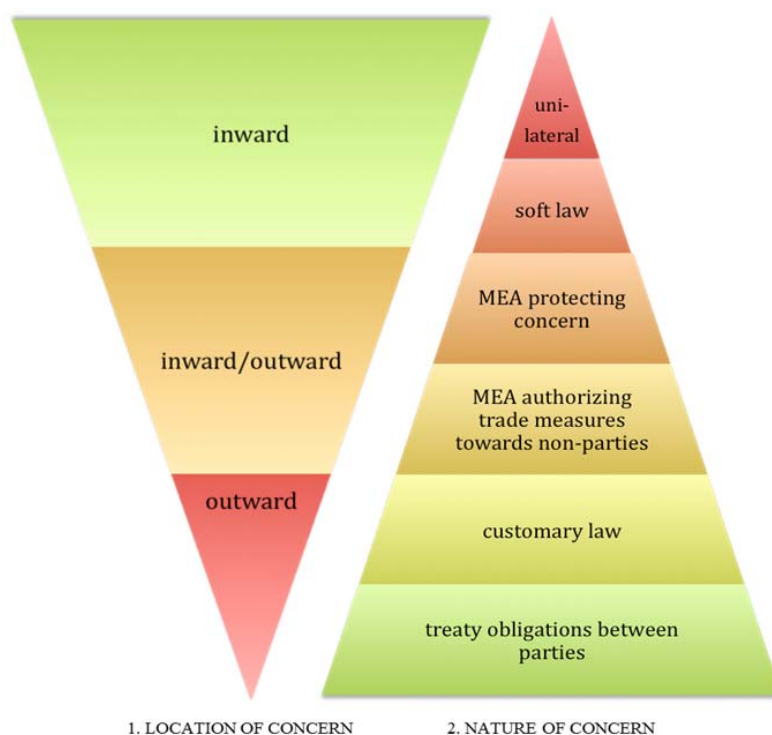 inward
inward/outward
outward
1. LOCATION OF CONCERN
uni-
lateral
soft law
MEA protecting
concern
MEA authorizing
trade measures
towards non-parties
customary law
treaty obligations between
parties
2. NATURE OF CONCERN